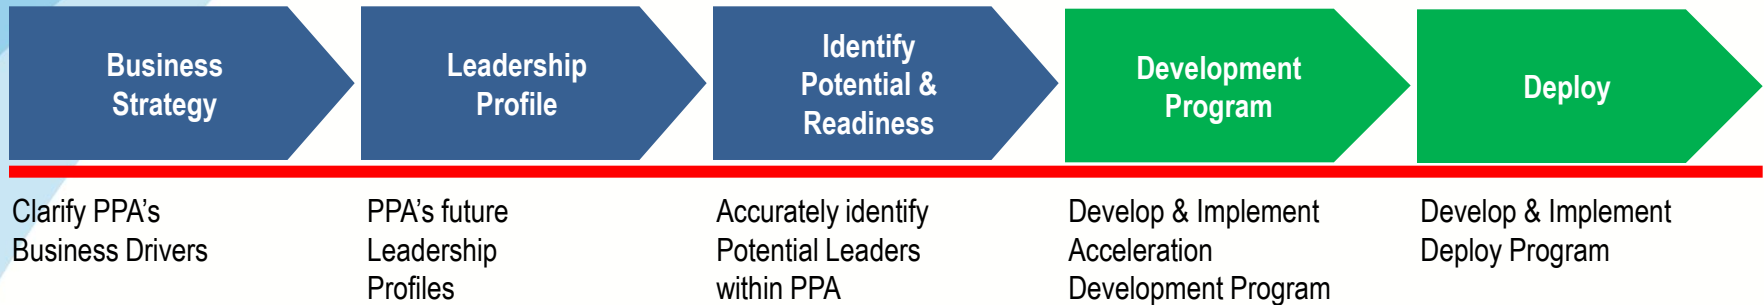 Business
Strategy
Leadership
Profile
Identify
Potential &
Readiness
Development
Program
Deploy
Clarify PPA's
Business Drivers
PPA's future
Leadership
Profiles
Accurately identify
Potential Leaders
within PPA
Develop & Implement
Acceleration
Development Program
Develop & Implement
Deploy Program